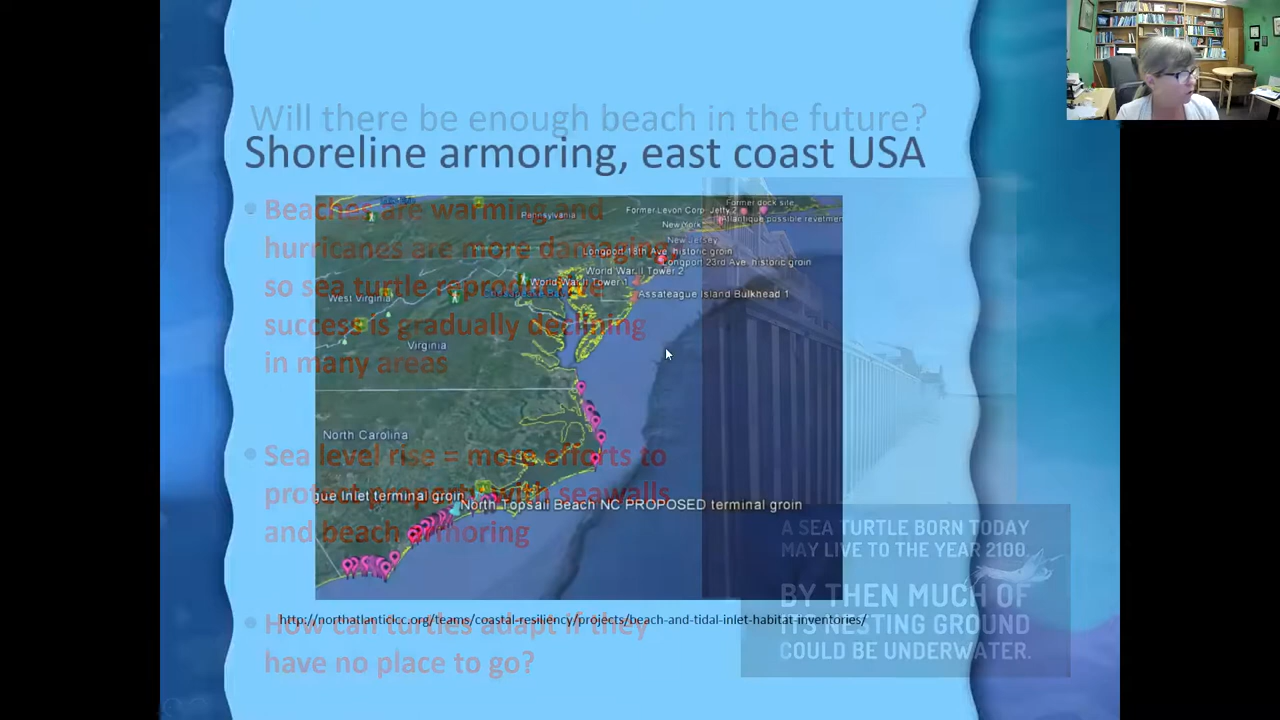 Will there be enough beach in the future?
Shoreline armoring, east coast USA
Beaches are warming and
hurricanes are more damaging
so sea turtle reproductive
success is gradually declining
in many areas
Sea level rise = more efforts to
protect property with seawalls
and beach armoring
How can turtles adapt if they
have no place to go?
Pennsylvania
Former dock site
Former Levon Corp. Jetty 2
Atlantique possible revetmen
New York
New Jersey
Longport 18th Ave. historic groin
Longport 23rd Ave. historic groin
World War II Tower 2
World War II Tower 1
Assateague Island Bulkhead 1
West Virginia
Virginia
North Carolina
gue Inlet terminal groin
North Topsail Beach NC PROPOSED terminal groin
A SEA TURTLE BORN TODAY
MAY LIVE TO THE YEAR 2100.
BY THEN MUCH OF
ITS NESTING GROUND
COULD BE UNDERWATER.
http://northatlanticlcc.org/teams/coastal-resiliency/projects/beach-and-tidal-inlet-habitat-inventories/